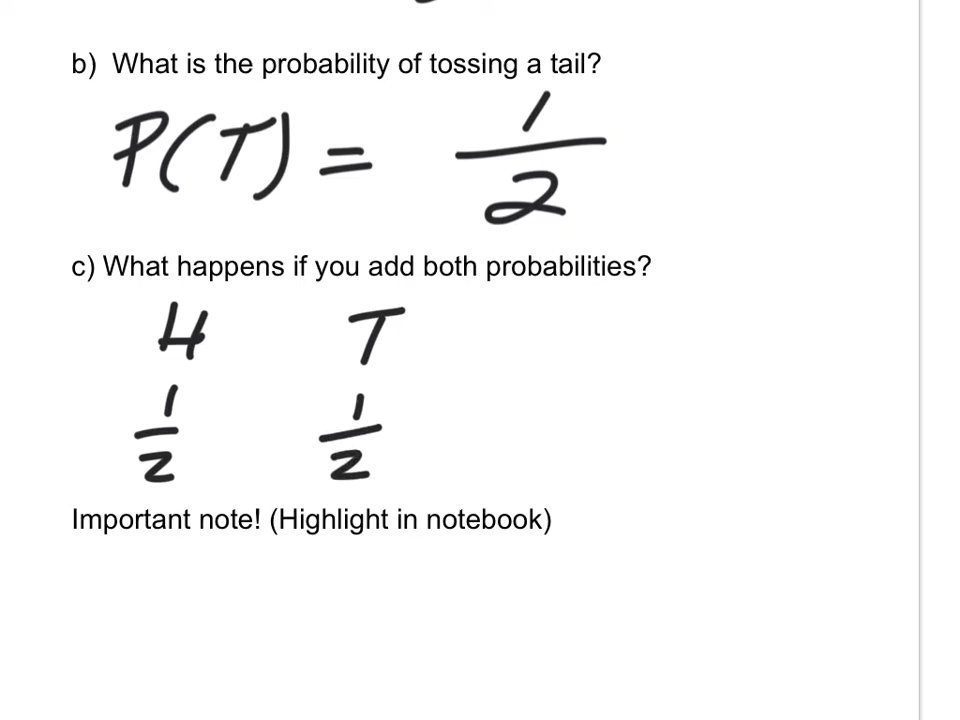 b) What is the probability of tossing a tail?
P(T) = 1/2
c) What happens if you add both probabilities?
H T
1/2 1/2
Important note! (Highlight in notebook)